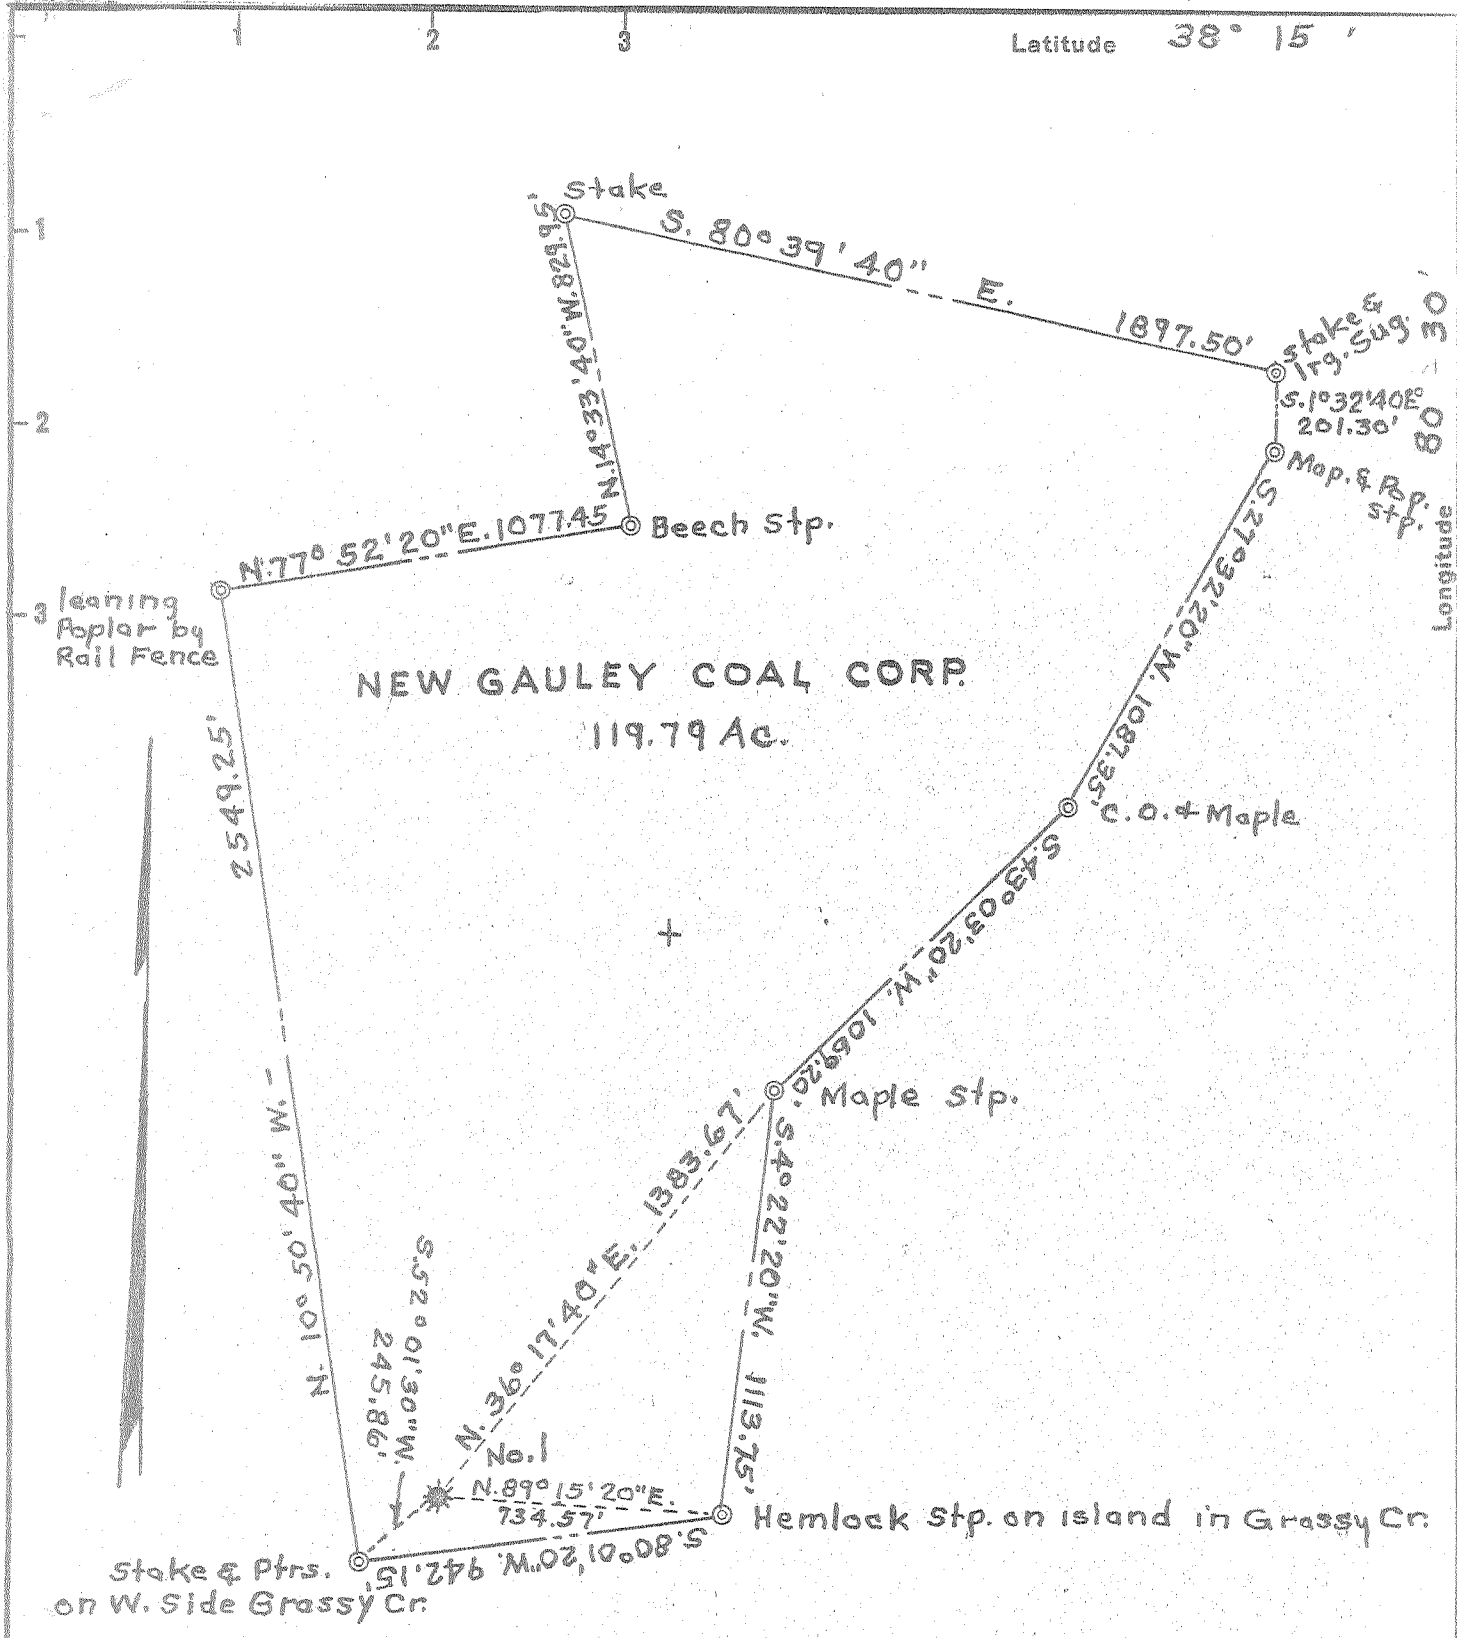 1 2 3
Latitude 38° 15 '
Stake
-1
N.14°33'40"W.829.95'
S. 80° 39' 40" E. 1897.50'
Stake &
lrg. Sug.
S.1°32'40E
201.30'
80° 30'
Longitude
-2
Map. & Pop.
Stp.
N.77° 52' 20"E. 1077.45
Beech Stp.
S.27°32'20"W. 1087.35'
-3
leaning
Poplar by
Rail Fence
NEW GAULEY COAL CORP.
119.79 Ac.
N. 10° 50' 40" W. - 2549.25'
C.O. & Maple
S.43°03'20"W. 1069.20'
Maple Stp.
N. 39° 17' 40"E. 1383.67'
S.4°22'20"W. 1113.75'
S.52°01'30"W.
245.86'
No.1
N.89°15'20"E.
734.57'
Hemlock Stp. on island in Grassy Cr.
S.80°01'20"W. 942.15'
Stake & Ptrs.
on W. Side Grassy Cr.